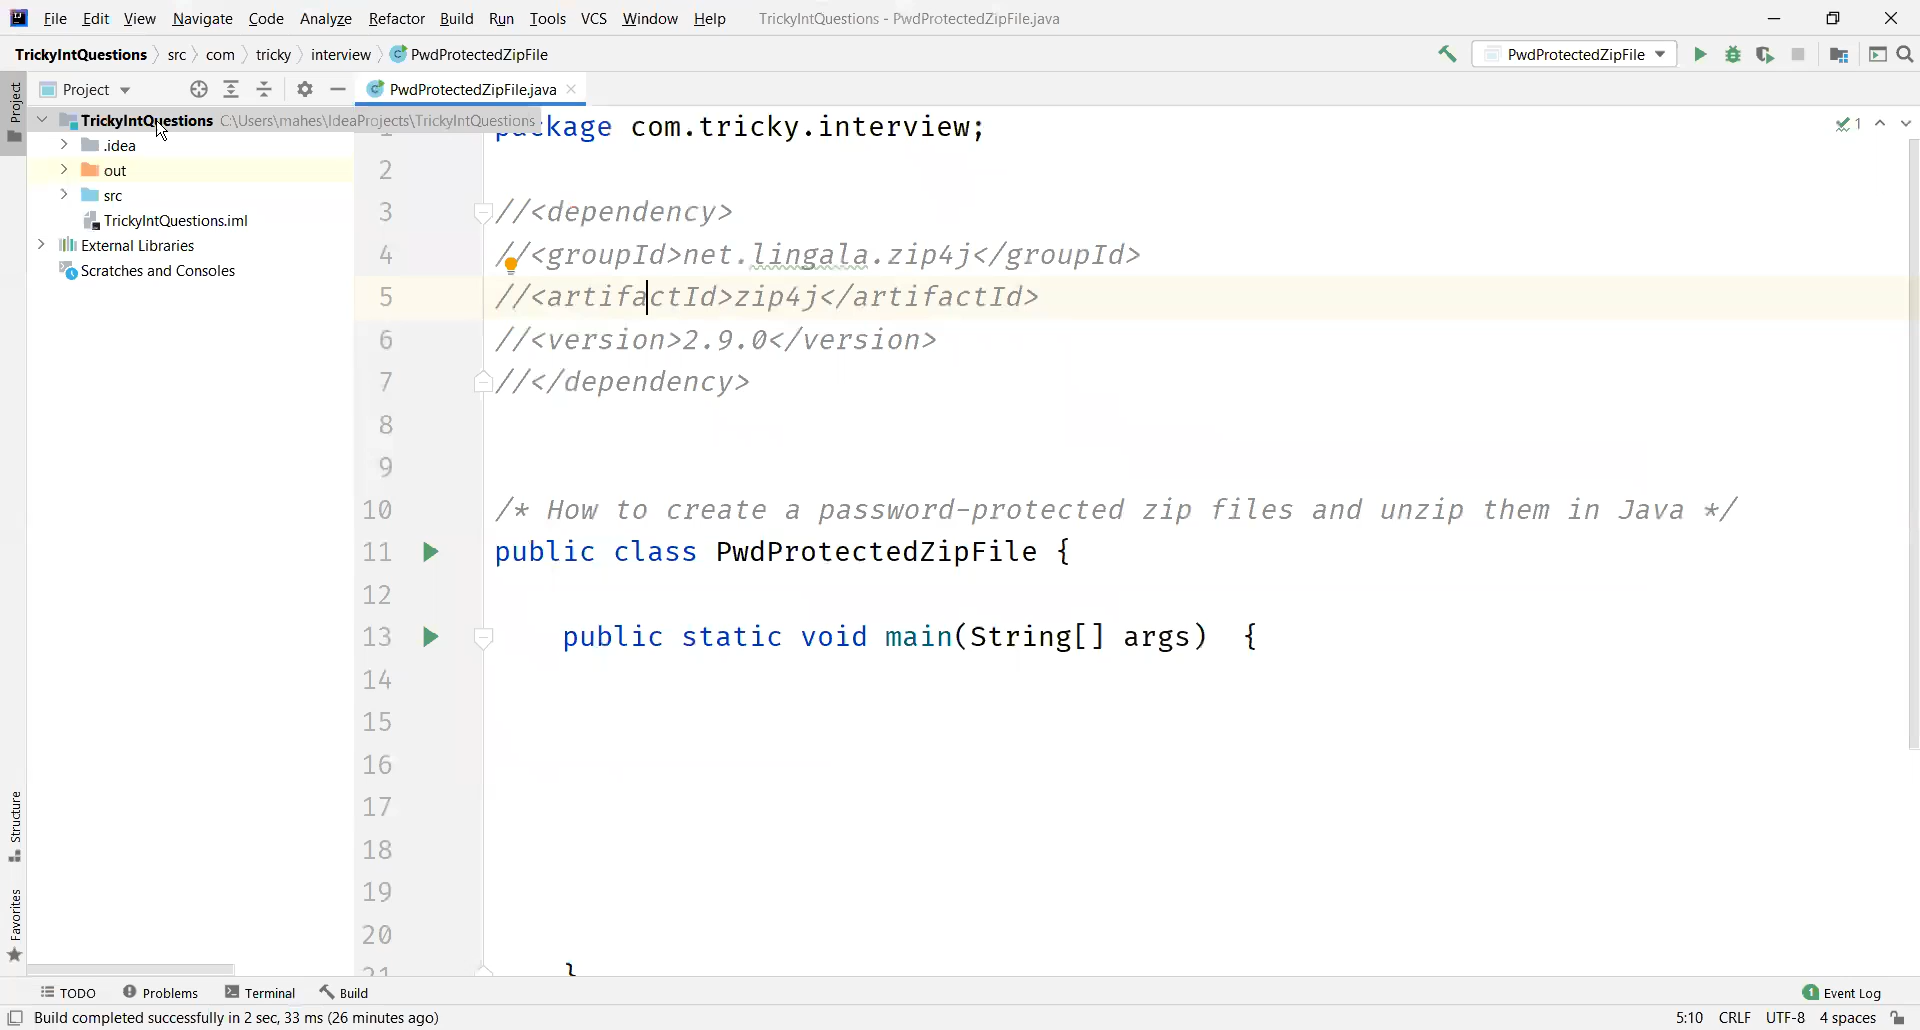 File Edit View Navigate Code Analyze Refactor Build Run Tools VCS Window Help TrickyIntQuestions - PwdProtectedZipFile.java
TrickyIntQuestions src com tricky interview PwdProtectedZipFile PwdProtectedZipFile
Project Project PwdProtectedZipFile.java
TrickyIntQuestions C:\Users\mahes\IdeaProjects\TrickyIntQuestions
.idea
out
src
TrickyIntQuestions.iml
External Libraries
Scratches and Consoles
Structure
Favorites
package com.tricky.interview; 1
2
3 //<dependency>
4 //<groupId>net.lingala.zip4j</groupId>
5 //<artifactId>zip4j</artifactId>
6 //<version>2.9.0</version>
7 //</dependency>
8
9
10 /* How to create a password-protected zip files and unzip them in Java */
11 public class PwdProtectedZipFile {
12
13 public static void main(String[] args) {
14
15
16
17
18
19
20
21 }
TODO Problems Terminal Build 1 Event Log
Build completed successfully in 2 sec, 33 ms (26 minutes ago) 5:10 CRLF UTF-8 4 spaces